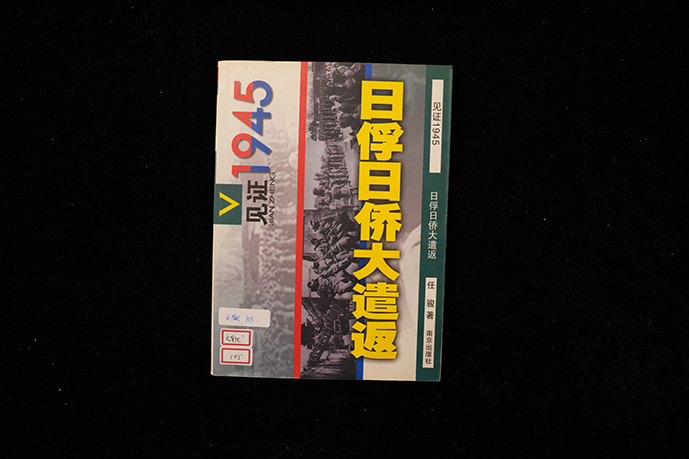 见证1945
JIAN ZHENG
V
日俘日侨大遣返
见证1945
日俘日侨大遣返
任骏 著
南京出版社
105